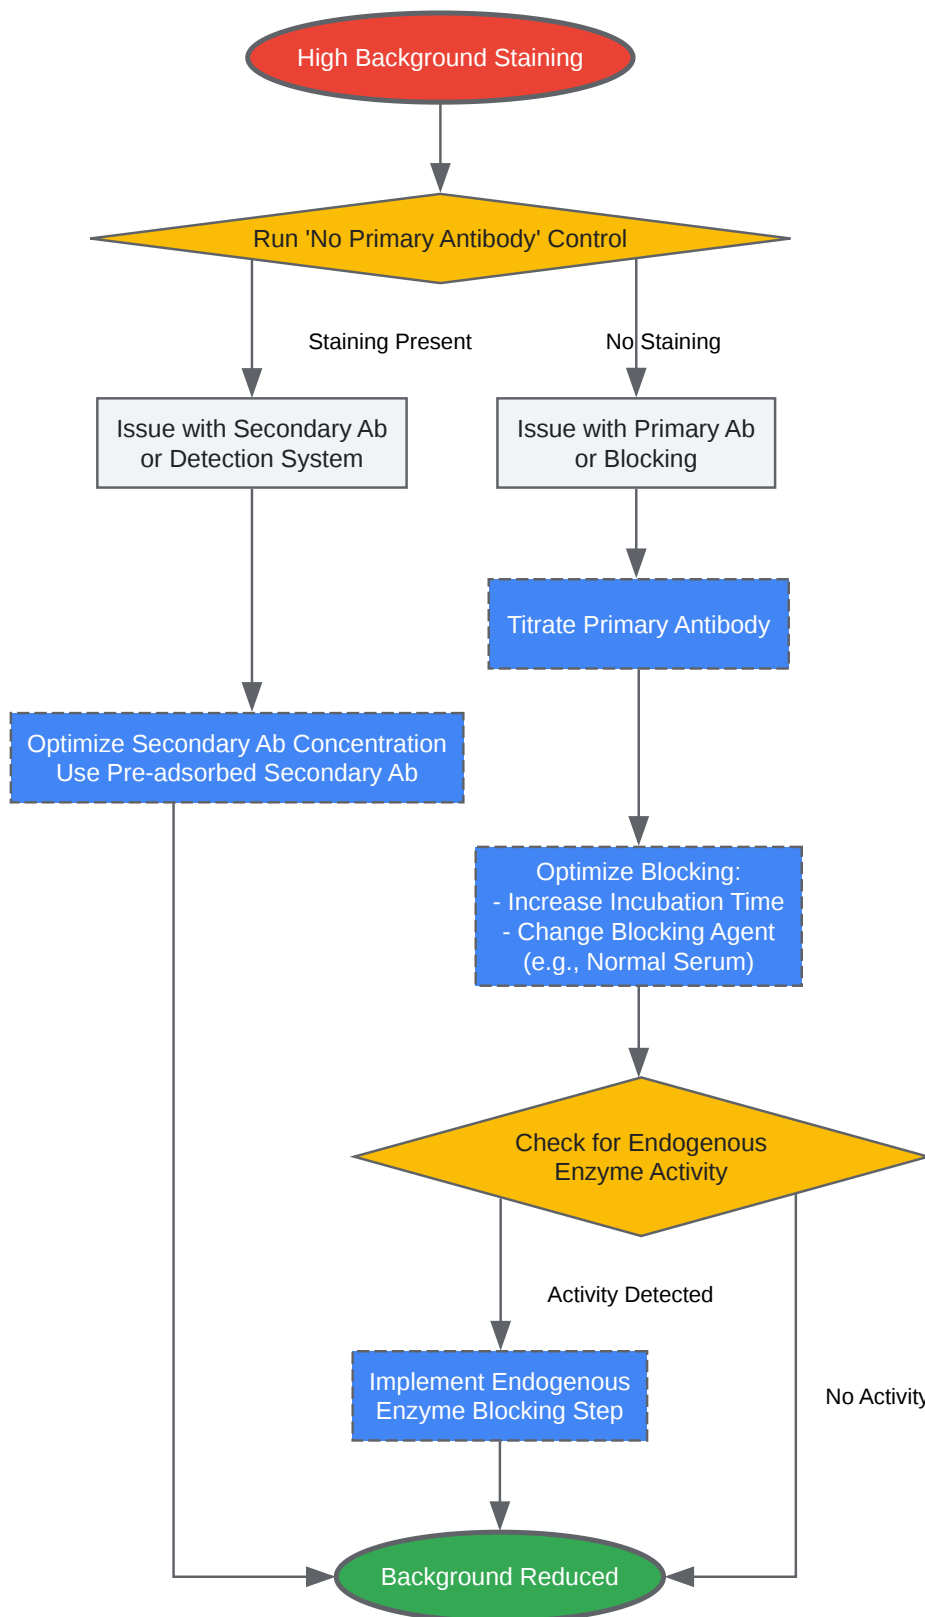 High Background Staining
Run 'No Primary Antibody' Control
Staining Present
No Staining
Issue with Secondary Ab
or Detection System
Issue with Primary Ab
or Blocking
Titrate Primary Antibody
Optimize Secondary Ab Concentration
Use Pre-adsorbed Secondary Ab
Optimize Blocking:
- Increase Incubation Time
- Change Blocking Agent
(e.g., Normal Serum)
Check for Endogenous
Enzyme Activity
Activity Detected
Implement Endogenous
Enzyme Blocking Step
No Activity
Background Reduced